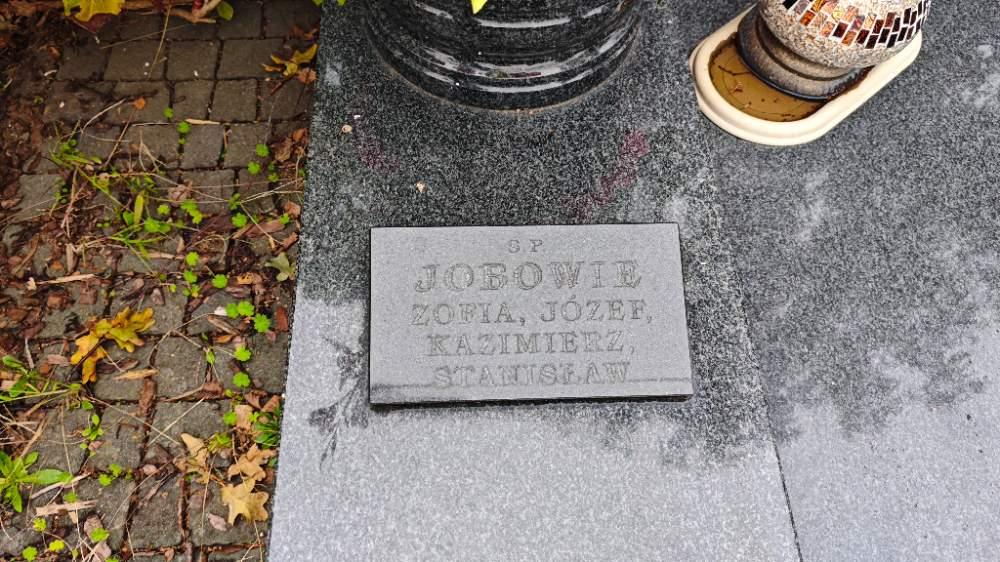 S P
JOBOWIE
ZOFIA, JÓZEF,
KAZIMIERZ,
STANISŁAW